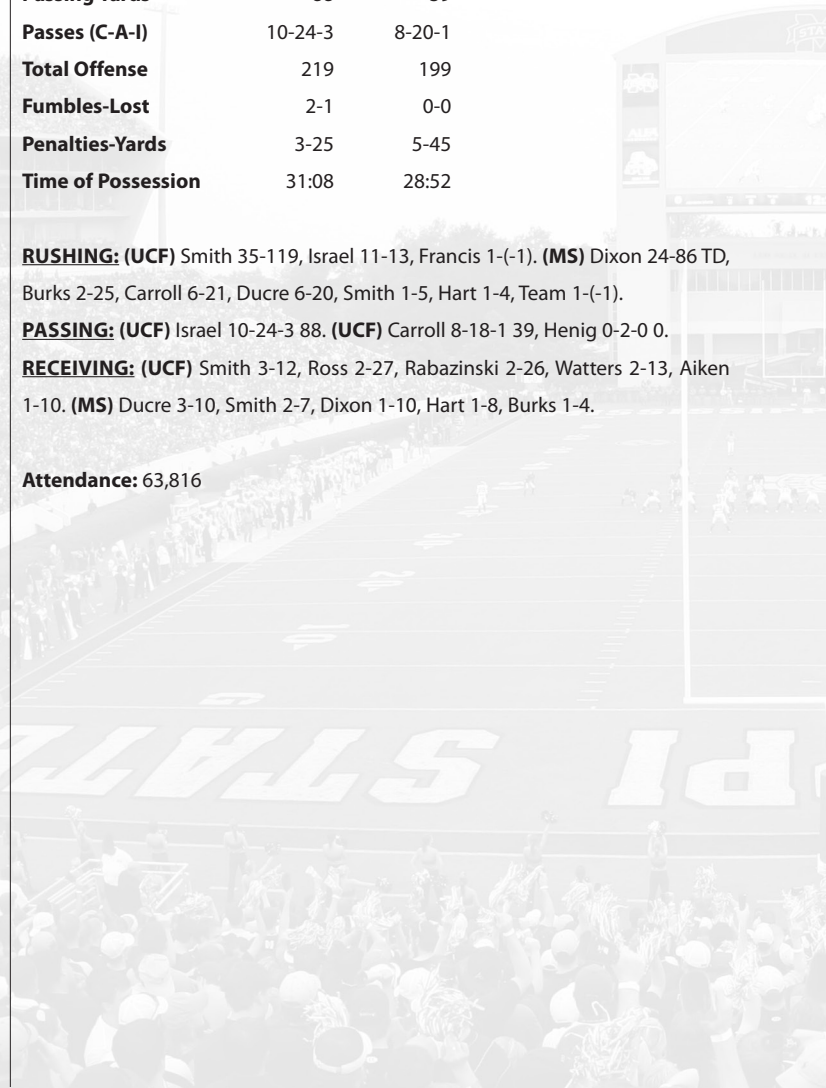 Passes (C-A-I) 10-24-3 8-20-1
Total Offense 219 199
Fumbles-Lost 2-1 0-0
Penalties-Yards 3-25 5-45
Time of Possession 31:08 28:52
RUSHING: (UCF) Smith 35-119, Israel 11-13, Francis 1-(-1). (MS) Dixon 24-86 TD,
Burks 2-25, Carroll 6-21, Ducre 6-20, Smith 1-5, Hart 1-4, Team 1-(-1).
PASSING: (UCF) Israel 10-24-3 88. (UCF) Carroll 8-18-1 39, Henig 0-2-0 0.
RECEIVING: (UCF) Smith 3-12, Ross 2-27, Rabazinski 2-26, Watters 2-13, Aiken
1-10. (MS) Ducre 3-10, Smith 2-7, Dixon 1-10, Hart 1-8, Burks 1-4.
Attendance: 63,816